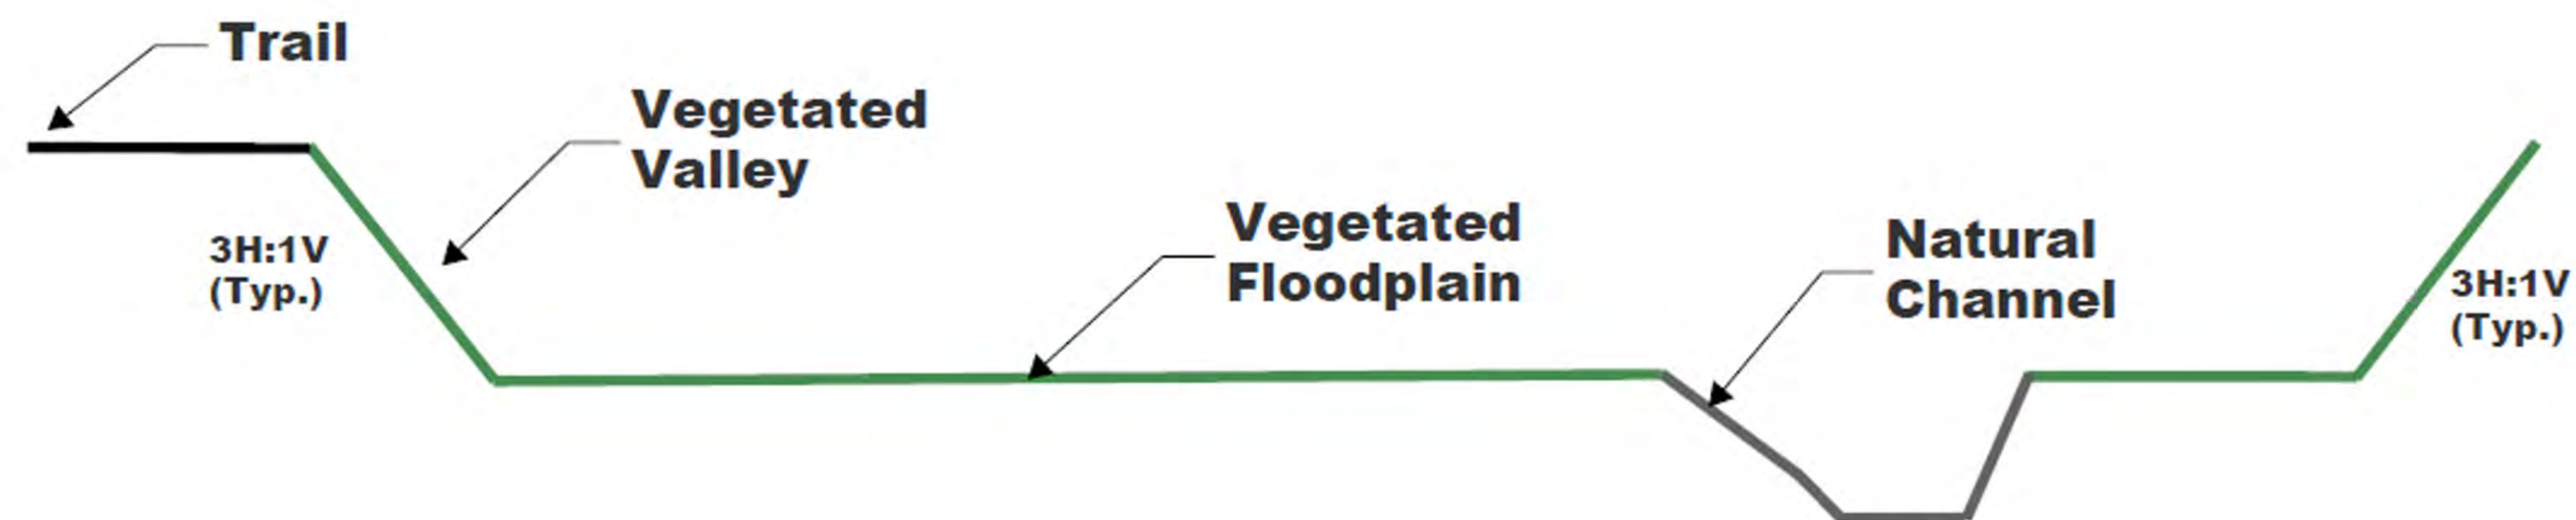 Trail
Vegetated
Valley
3H:1V
(Typ.)
Vegetated
Floodplain
Natural
Channel
3H:1V
(Typ.)